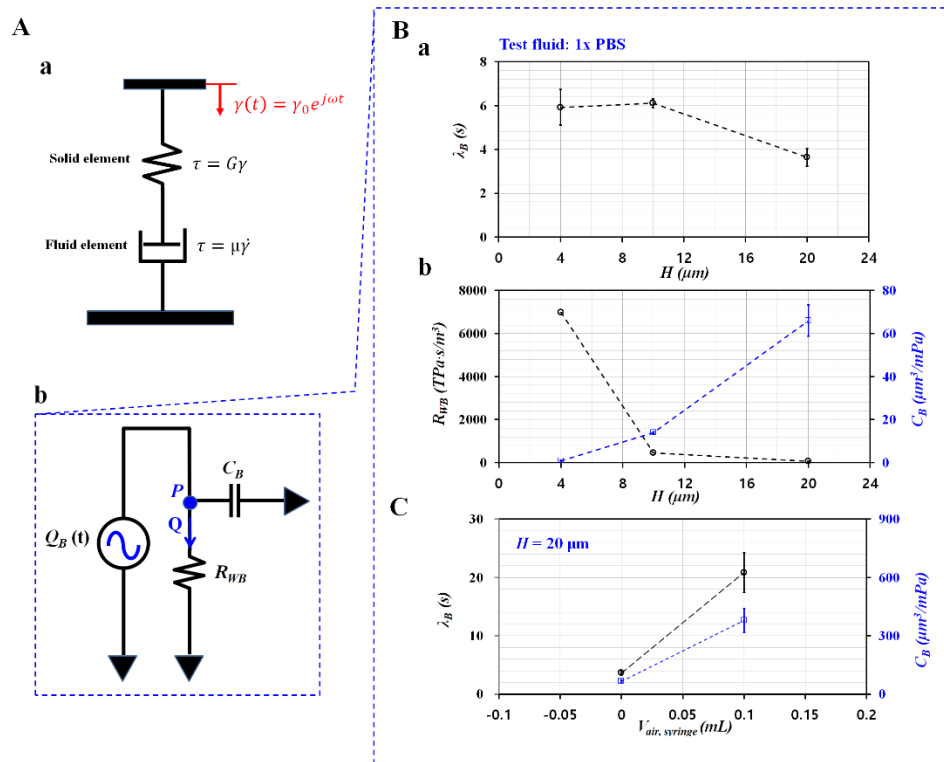 A
a
γ(t) = γ₀e^{jωt}
Solid element
τ = Gγ
Fluid element
τ = μγ̇
b
C_B
P
Q
Q_B (t)
R_WB
B
a
Test fluid: 1x PBS
8
6
4
2
0
λ_B (s)
0 4 8 12 16 20 24
H (μm)
b
8000
6000
4000
2000
0
R_WB (TPa·s/m³)
80
60
40
20
0
C_B (μm³/mPa)
0 4 8 12 16 20 24
H (μm)
C
H = 20 μm
30
20
10
0
λ_B (s)
900
600
300
0
C_B (μm³/mPa)
-0.1 -0.05 0 0.05 0.1 0.15 0.2
V_air, syringe (mL)